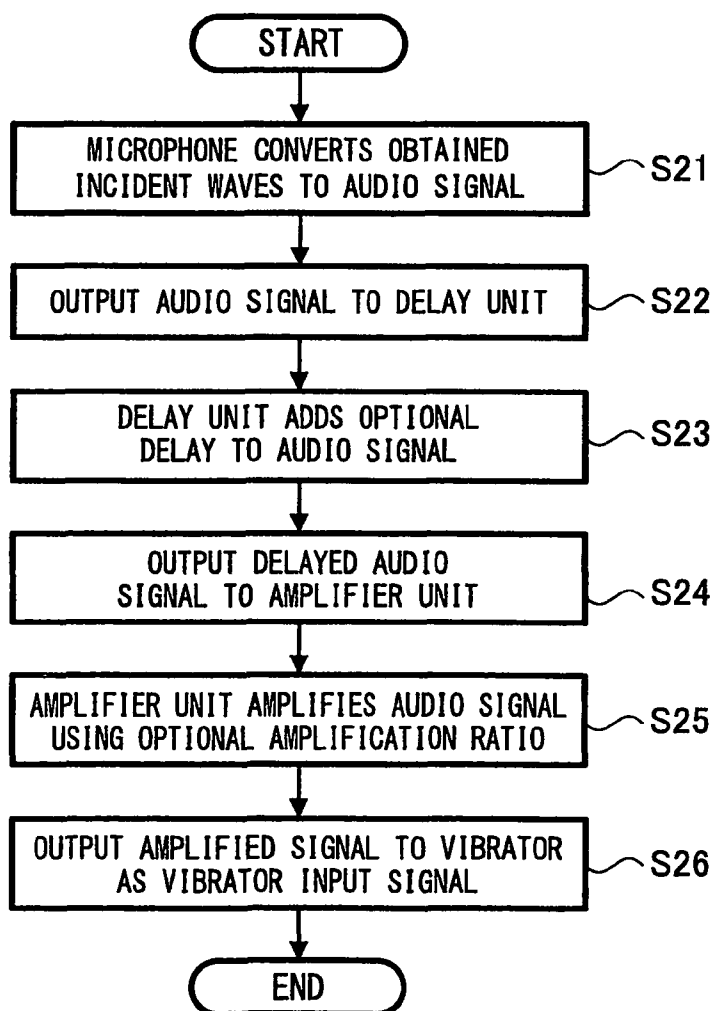 START
MICROPHONE CONVERTS OBTAINED
INCIDENT WAVES TO AUDIO SIGNAL
S21
OUTPUT AUDIO SIGNAL TO DELAY UNIT
S22
DELAY UNIT ADDS OPTIONAL
DELAY TO AUDIO SIGNAL
S23
OUTPUT DELAYED AUDIO
SIGNAL TO AMPLIFIER UNIT
S24
AMPLIFIER UNIT AMPLIFIES AUDIO SIGNAL
USING OPTIONAL AMPLIFICATION RATIO
S25
OUTPUT AMPLIFIED SIGNAL TO VIBRATOR
AS VIBRATOR INPUT SIGNAL
S26
END